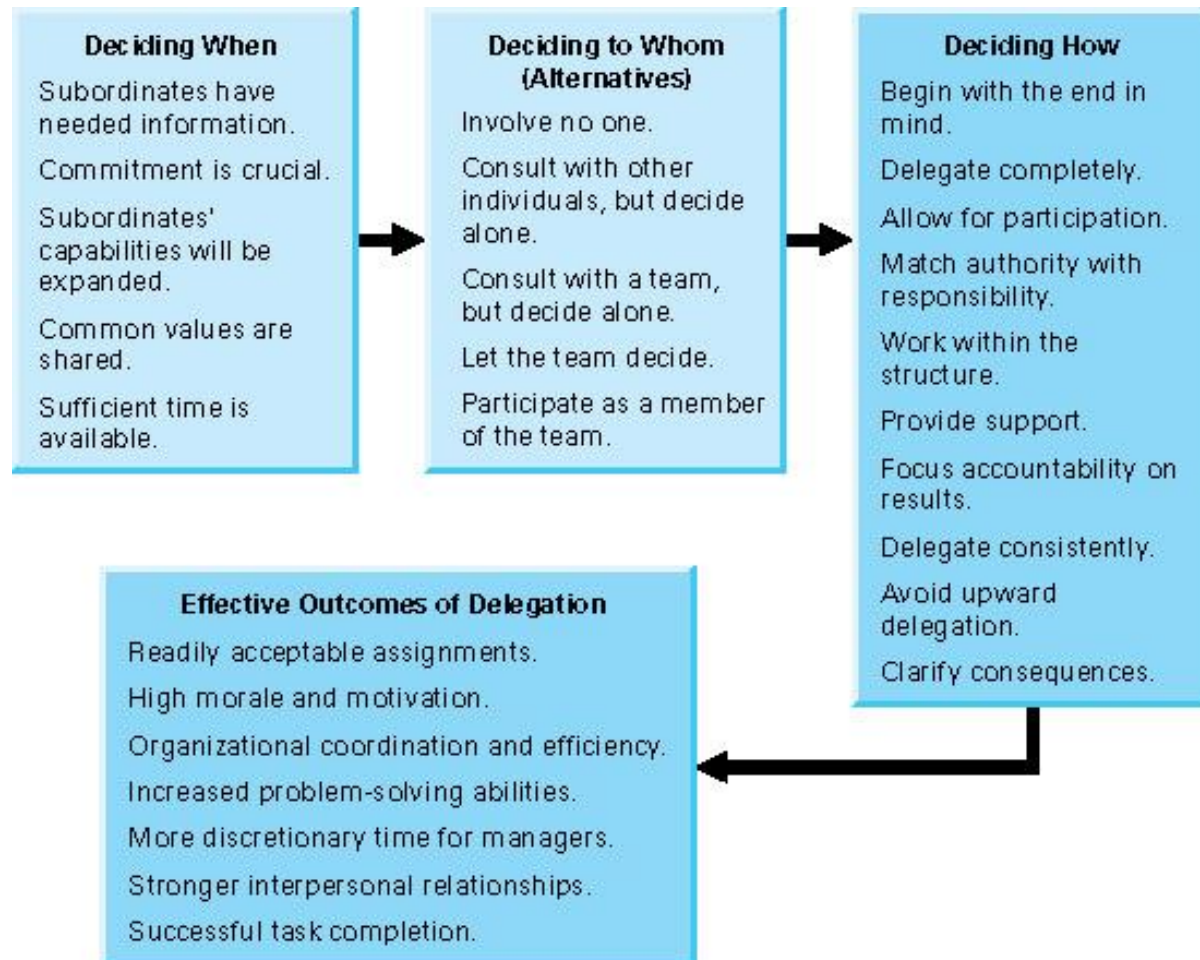 Deciding When
Subordinates have
needed information.
Commitment is crucial.
Subordinates'
capabilities will be
expanded.
Common values are
shared.
Sufficient time is
available.
Deciding to Whom
(Alternatives)
Involve no one.
Consult with other
individuals, but decide
alone.
Consult with a team,
but decide alone.
Let the team decide.
Participate as a member
of the team.
Deciding How
Begin with the end in
mind.
Delegate completely.
Allow for participation.
Match authority with
responsibility.
Work within the
structure.
Provide support.
Focus accountability on
results.
Delegate consistently.
Avoid upward
delegation.
Clarify consequences.
Effective Outcomes of Delegation
Readily acceptable assignments.
High morale and motivation.
Organizational coordination and efficiency.
Increased problem-solving abilities.
More discretionary time for managers.
Stronger interpersonal relationships.
Successful task completion.